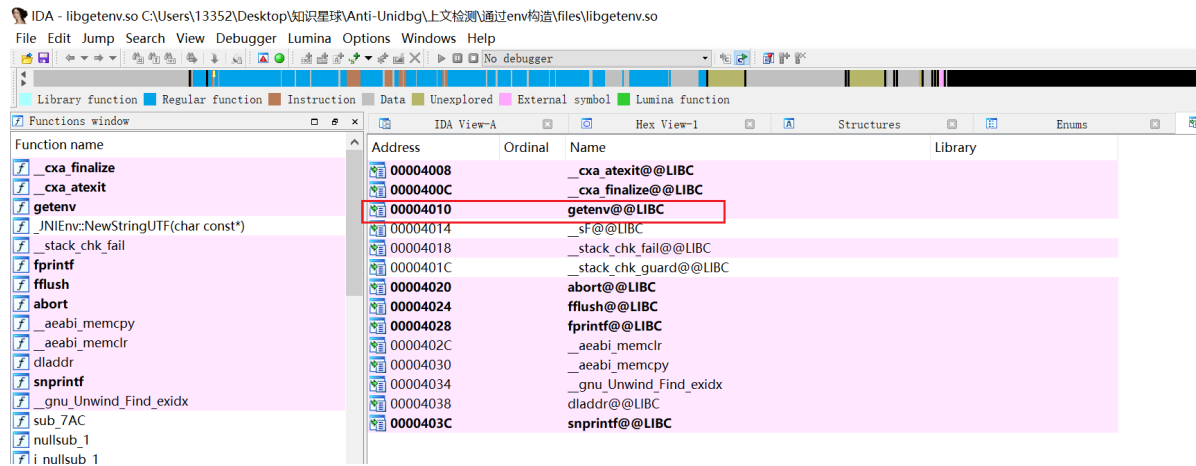 IDA - libgetenv.so C:\Users\13352\Desktop\知识星球\Anti-Unidbg\上文检测\通过env构造\files\libgetenv.so
File Edit Jump Search View Debugger Lumina Options Windows Help
No debugger
Library function Regular function Instruction Data Unexplored External symbol Lumina function
Functions window
IDA View-A Hex View-1 Structures Enums
Function name
__cxa_finalize
__cxa_atexit
getenv
_JNIEnv::NewStringUTF(char const*)
__stack_chk_fail
fprintf
fflush
abort
__aeabi_memcpy
__aeabi_memclr
dladdr
snprintf
__gnu_Unwind_Find_exidx
sub_7AC
nullsub_1
j_nullsub_1
Address Ordinal Name Library
00004008 __cxa_atexit@@LIBC
0000400C __cxa_finalize@@LIBC
00004010 getenv@@LIBC
00004014 __sF@@LIBC
00004018 __stack_chk_fail@@LIBC
0000401C __stack_chk_guard@@LIBC
00004020 abort@@LIBC
00004024 fflush@@LIBC
00004028 fprintf@@LIBC
0000402C __aeabi_memclr
00004030 __aeabi_memcpy
00004034 __gnu_Unwind_Find_exidx
00004038 dladdr@@LIBC
0000403C snprintf@@LIBC